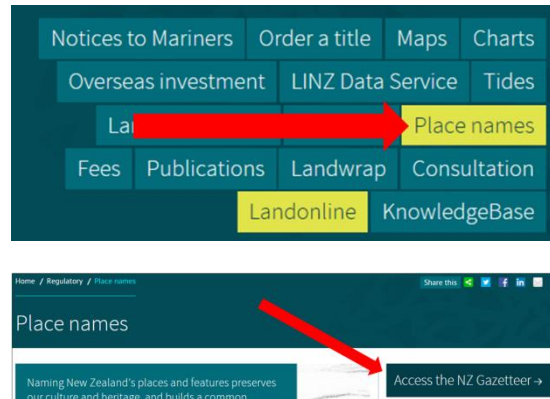 Notices to Mariners Order a title Maps Charts
Overseas investment LINZ Data Service Tides
Place names
Fees Publications Landwrap Consultation
Landonline KnowledgeBase
Home / Regulatory / Place names Share this
Place names
Naming New Zealand's places and features preserves Access the NZ Gazetteer →
our culture and heritage, and builds a common